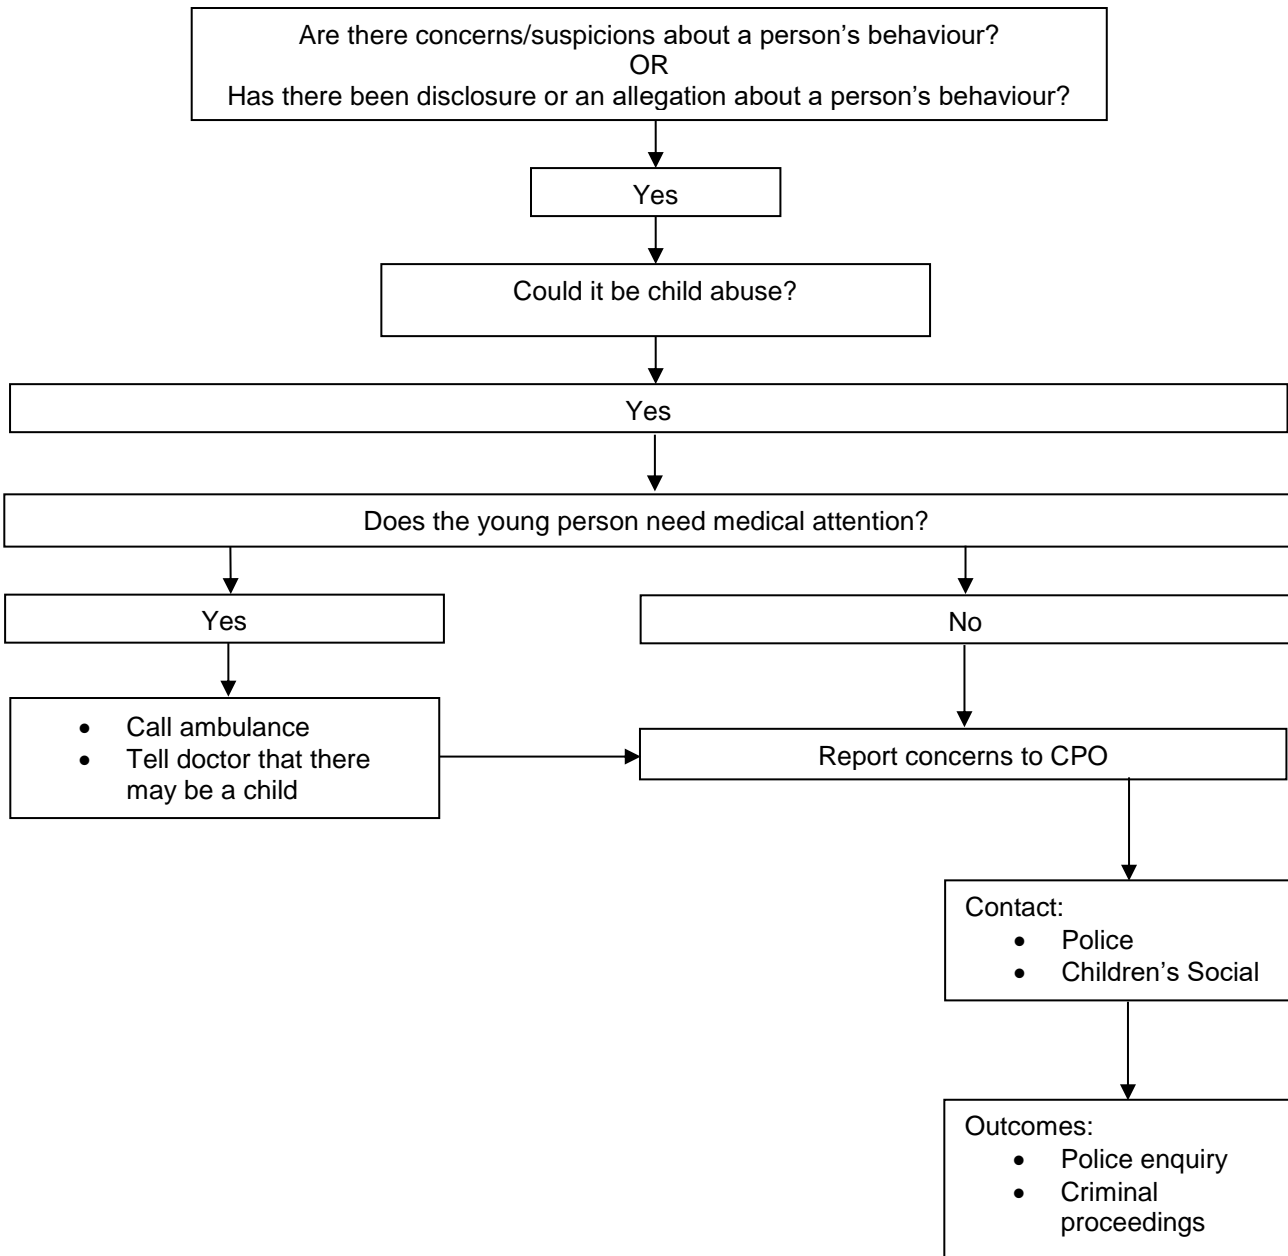 Are there concerns/suspicions about a person’s behaviour?
OR
Has there been disclosure or an allegation about a person’s behaviour?
Yes
Could it be child abuse?
Yes
Does the young person need medical attention?
Yes
No
• Call ambulance
• Tell doctor that there
may be a child
Report concerns to CPO
Contact:
• Police
• Children’s Social
Outcomes:
• Police enquiry
• Criminal
proceedings